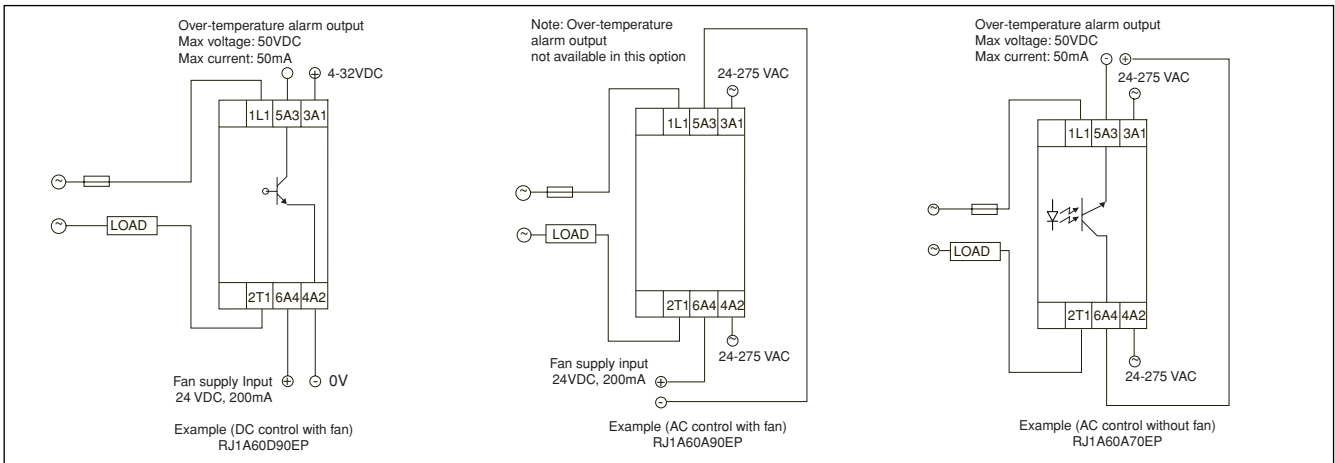 Over-temperature alarm output
Max voltage: 50VDC
Max current: 50mA
4-32VDC
1L1 5A3 3A1
~
~
LOAD
2T1 6A4 4A2
Fan supply Input
24 VDC, 200mA
+ - 0V
Example (DC control with fan)
RJ1A60D90EP
Note: Over-temperature
alarm output
not available in this option
24-275 VAC
~
1L1 5A3 3A1
~
~
LOAD
2T1 6A4 4A2
~
24-275 VAC
Fan supply input
24VDC, 200mA
+
-
Example (AC control with fan)
RJ1A60A90EP
Over-temperature alarm output
Max voltage: 50VDC
Max current: 50mA
- +
24-275 VAC
~
1L1 5A3 3A1
~
~
LOAD
2T1 6A4 4A2
~
24-275 VAC
Example (AC control without fan)
RJ1A60A70EP